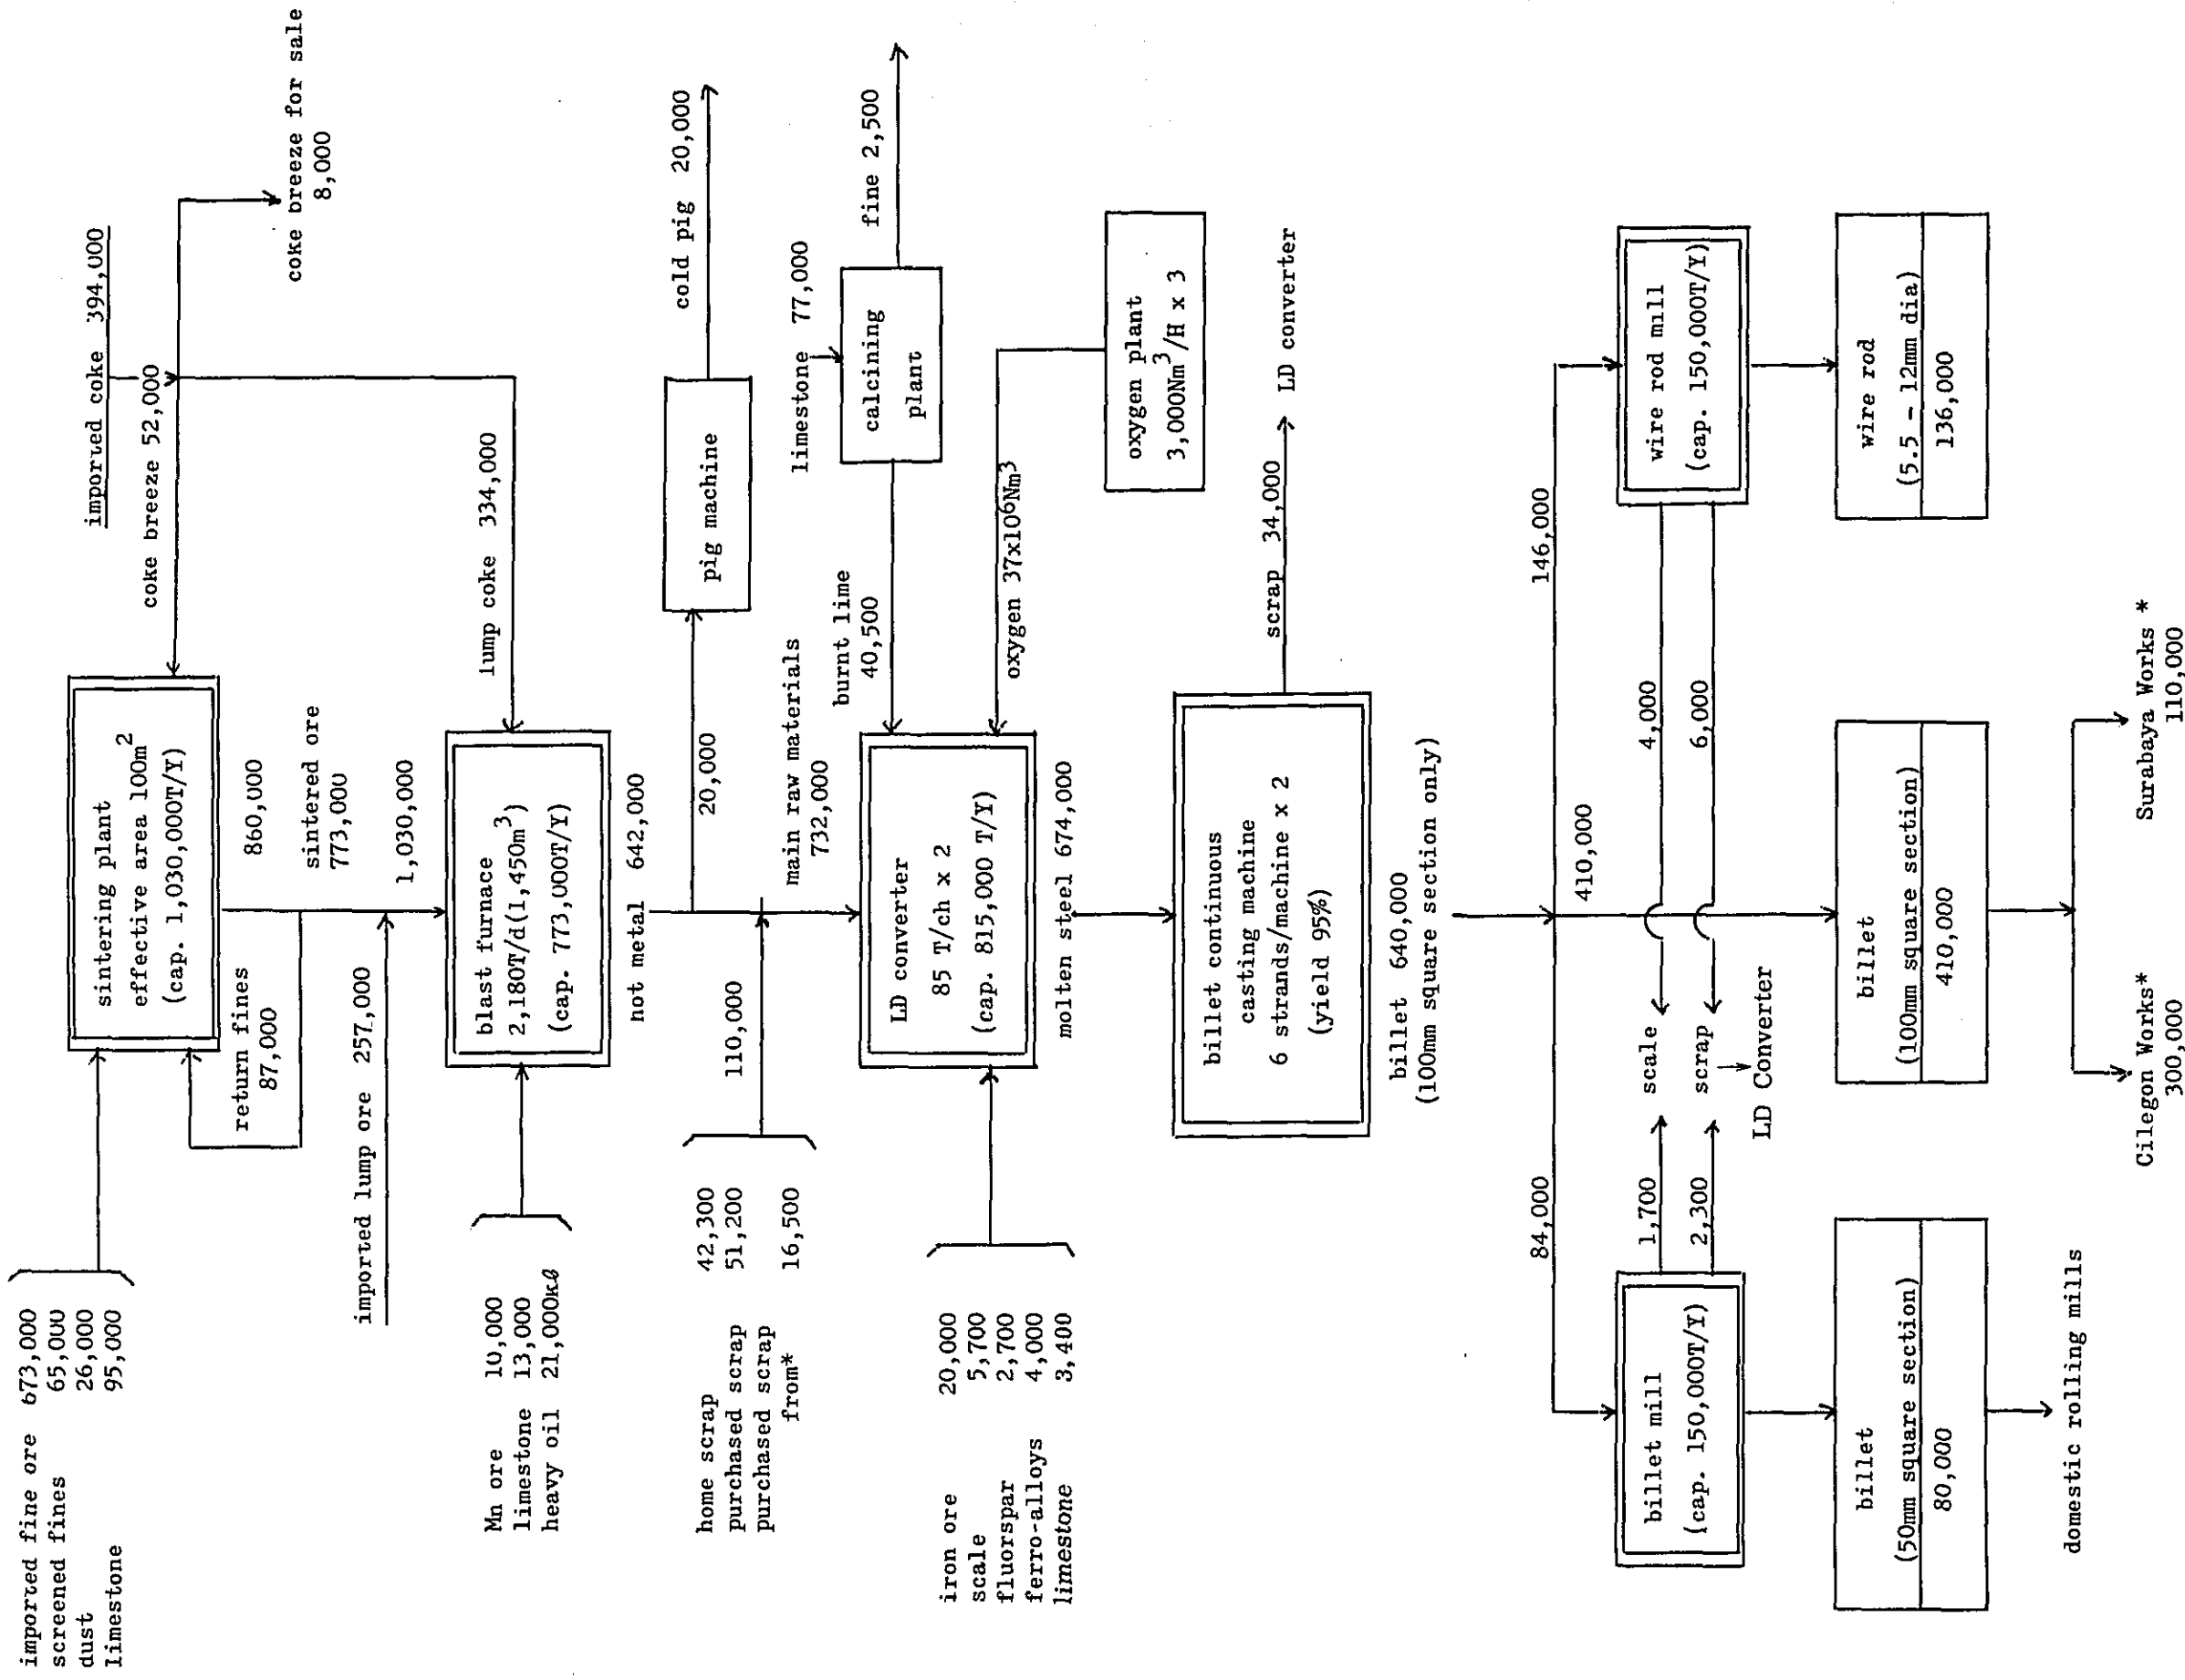 imported fine ore 673,000
screened fines 65,000
dust 26,000
limestone 95,000
sintering plant
effective area 100m²
(cap. 1,030,000T/Y)
return fines
87,000
860,000
sintered ore
773,000
imported coke 394,000
coke breeze 52,000
coke breeze for sale
8,000
lump coke 334,000
imported lump ore 257,000
1,030,000
Mn ore 10,000
limestone 13,000
heavy oil 21,000kℓ
blast furnace
2,180T/d(1,450m³)
(cap. 773,000T/Y)
hot metal 642,000
20,000
pig machine
cold pig 20,000
home scrap 42,300
purchased scrap 51,200
purchased scrap
from* 16,500
110,000
main raw materials
732,000
limestone 77,000
calcining
plant
fine 2,500
burnt lime
40,500
iron ore 20,000
scale 5,700
fluorspar 2,700
ferro-alloys 4,000
limestone 3,400
LD converter
85 T/ch x 2
(cap. 815,000 T/Y)
oxygen 37x10⁶Nm³
oxygen plant
3,000Nm³/H x 3
molten steel 674,000
billet continuous
casting machine
6 strands/machine x 2
(yield 95%)
scrap 34,000
LD converter
billet 640,000
(100mm square section only)
84,000
410,000
146,000
billet mill
(cap. 150,000T/Y)
1,700
scale
4,000
2,300
scrap
6,000
LD Converter
wire rod mill
(cap. 150,000T/Y)
billet
(50mm square section)
80,000
billet
(100mm square section)
410,000
wire rod
(5.5 - 12mm dia)
136,000
domestic rolling mills
Cilegon Works*
300,000
Surabaya Works *
110,000